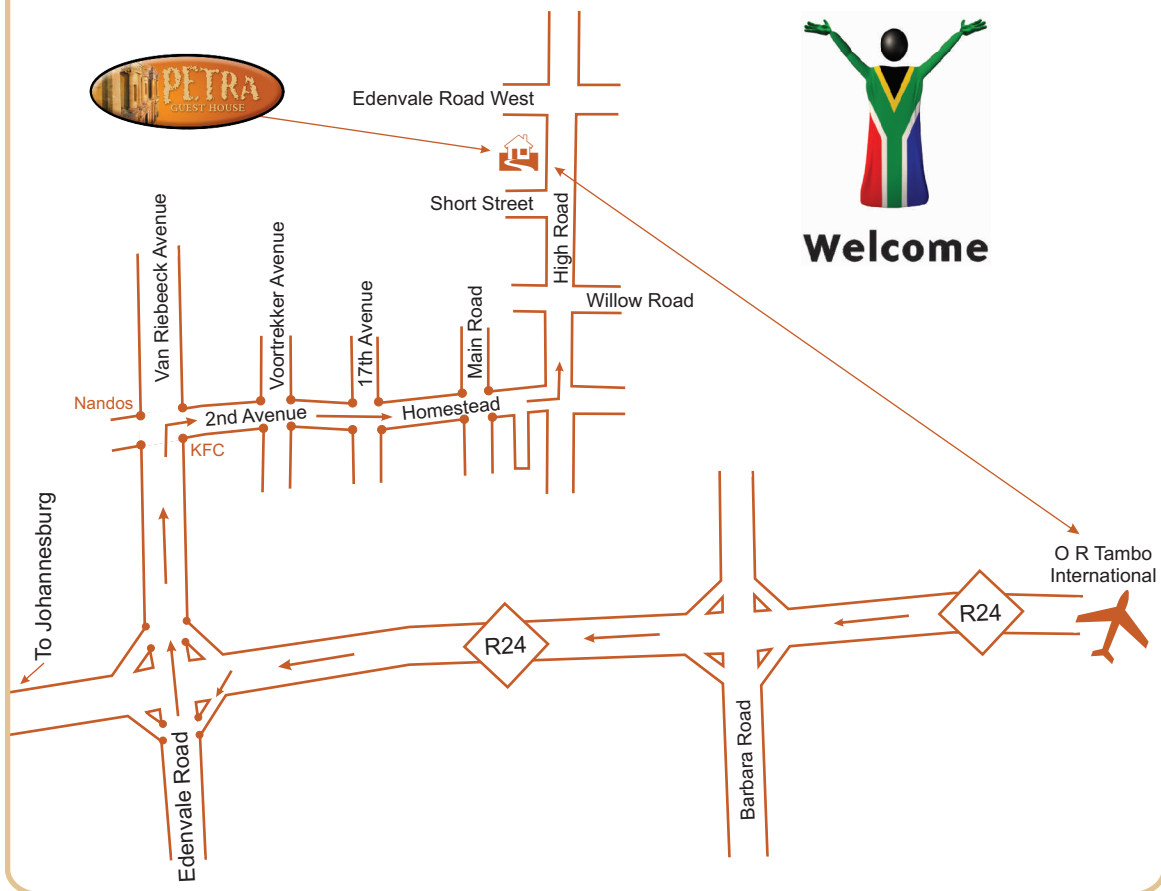 PETRA
GUEST HOUSE
Edenvale Road West
Short Street
High Road
Welcome
Willow Road
Van Riebeeck Avenue
Voortrekker Avenue
17th Avenue
Main Road
Nandos
2nd Avenue
Homestead
KFC
To Johannesburg
O R Tambo
International
R24
R24
Edenvale Road
Barbara Road